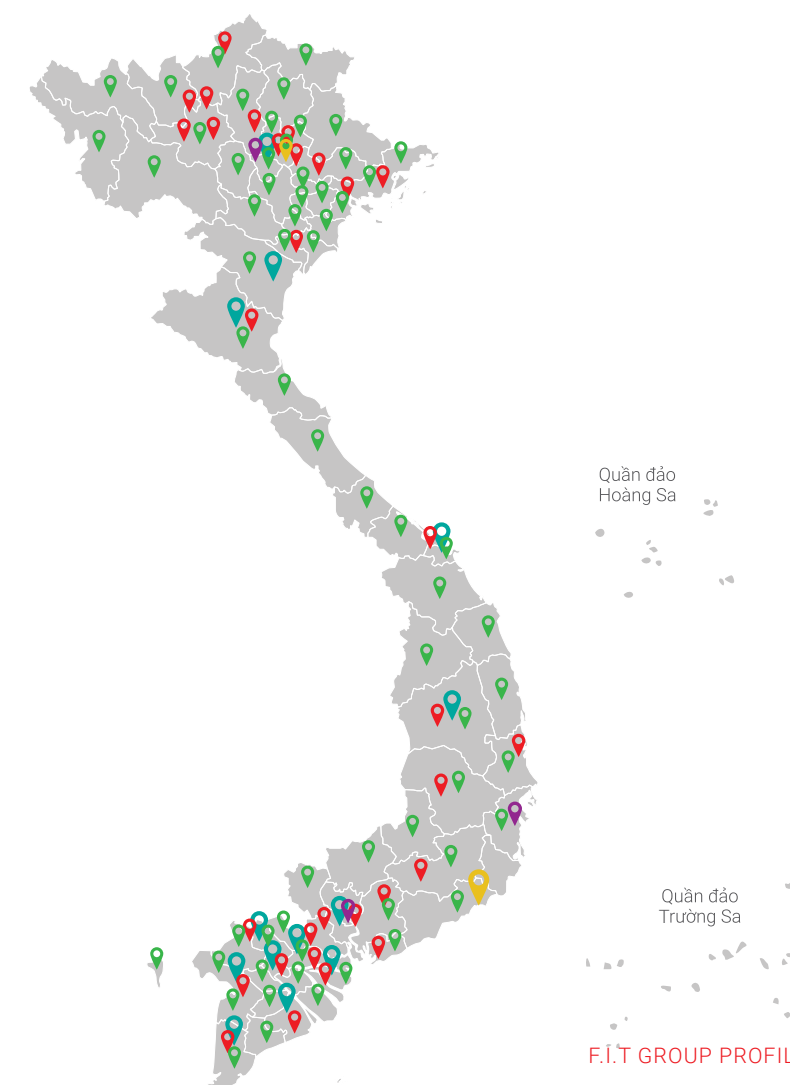 Quần đảo
Hoàng Sa
Quần đảo
Trường Sa
F.I.T GROUP PROFIL